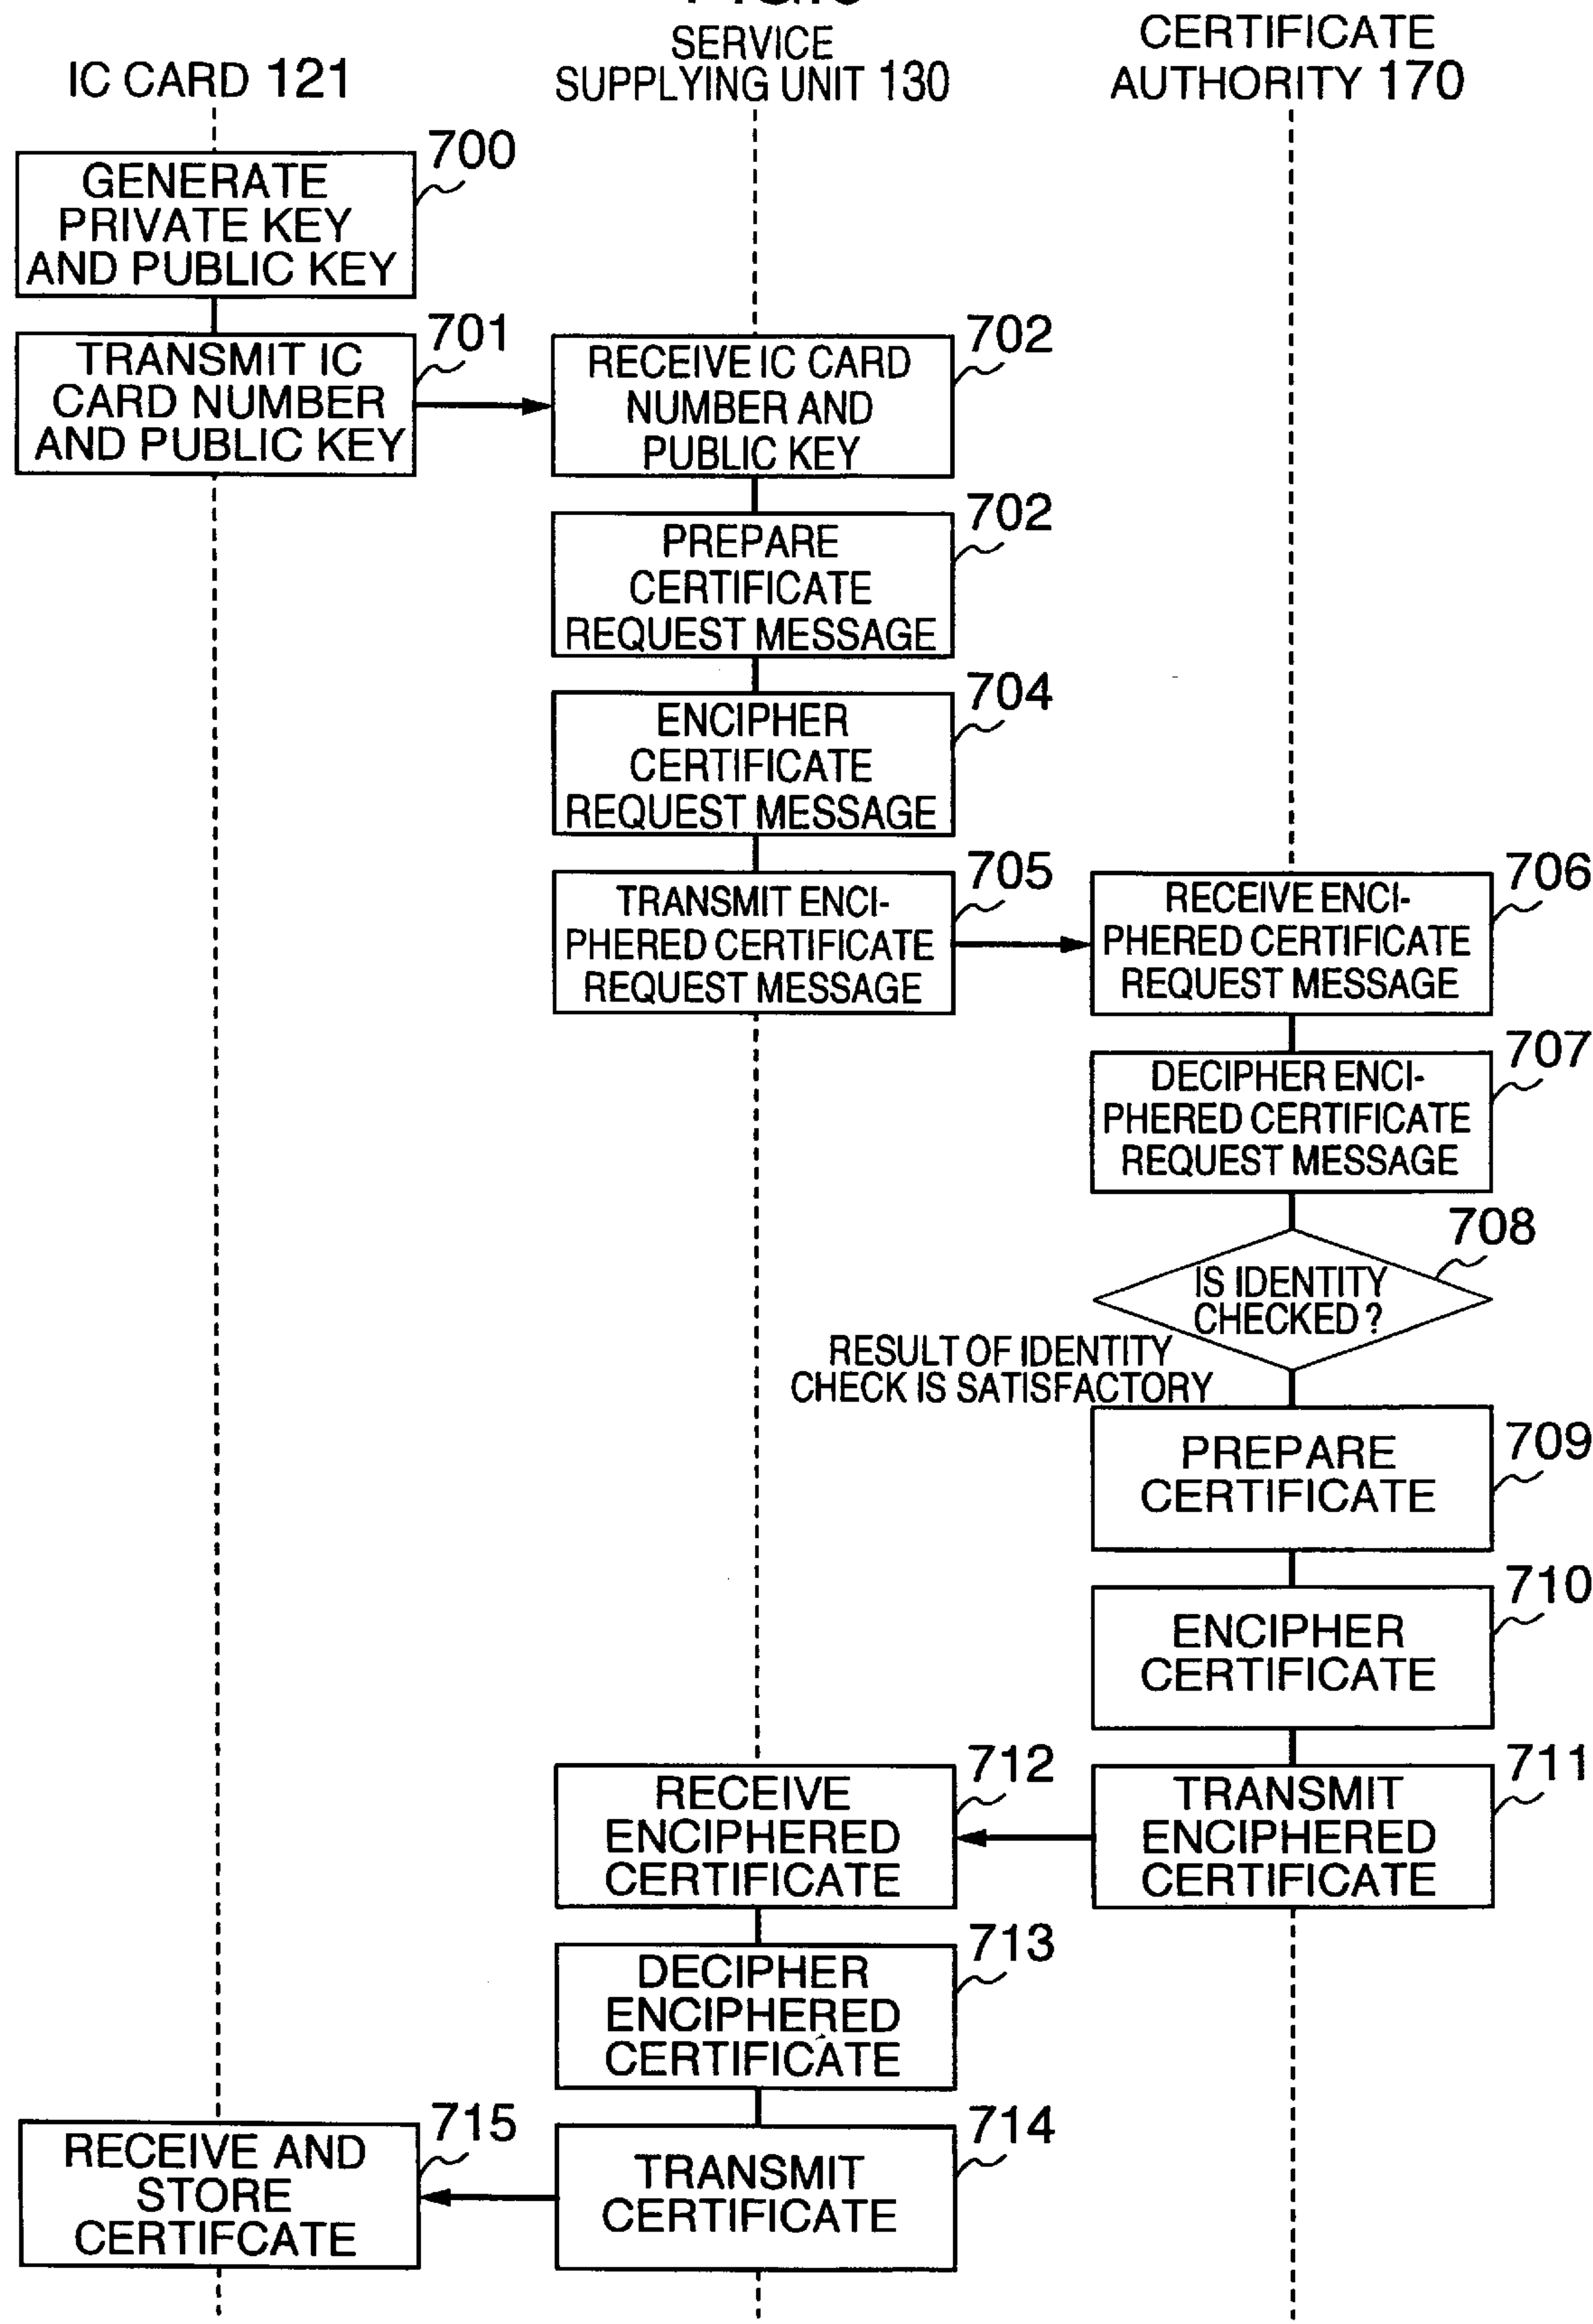 IC CARD 121
SERVICE
SUPPLYING UNIT 130
CERTIFICATE
AUTHORITY 170
700
GENERATE
PRIVATE KEY
AND PUBLIC KEY
701
TRANSMIT IC
CARD NUMBER
AND PUBLIC KEY
702
RECEIVE IC CARD
NUMBER AND
PUBLIC KEY
702
PREPARE
CERTIFICATE
REQUEST MESSAGE
704
ENCIPHER
CERTIFICATE
REQUEST MESSAGE
705
TRANSMIT ENCI-
PHERED CERTIFICATE
REQUEST MESSAGE
706
RECEIVE ENCI-
PHERED CERTIFICATE
REQUEST MESSAGE
707
DECIPHER ENCI-
PHERED CERTIFICATE
REQUEST MESSAGE
708
IS IDENTITY
CHECKED ?
RESULT OF IDENTITY
CHECK IS SATISFACTORY
709
PREPARE
CERTIFICATE
710
ENCIPHER
CERTIFICATE
711
TRANSMIT
ENCIPHERED
CERTIFICATE
712
RECEIVE
ENCIPHERED
CERTIFICATE
713
DECIPHER
ENCIPHERED
CERTIFICATE
714
TRANSMIT
CERTIFICATE
715
RECEIVE AND
STORE
CERTIFCATE